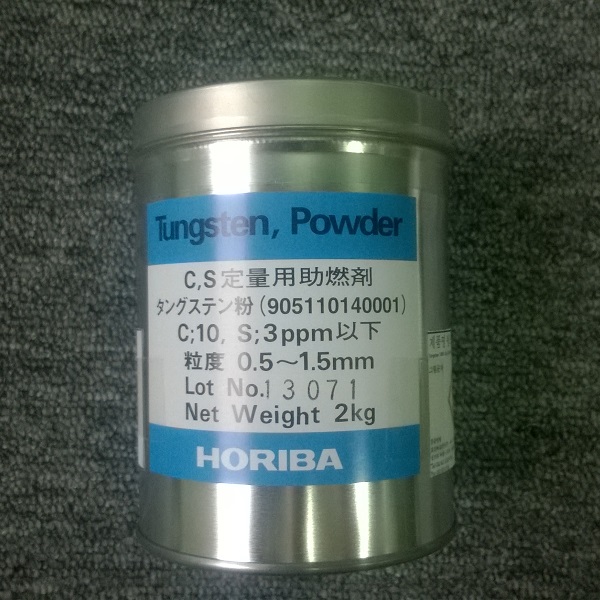 Tungsten, Powder
C,S定量用助燃剤
タングステン粉(905110140001)
C;10, S;3ppm以下
粒度 0.5～1.5mm
Lot No.13071
Net Weight 2kg
HORIBA